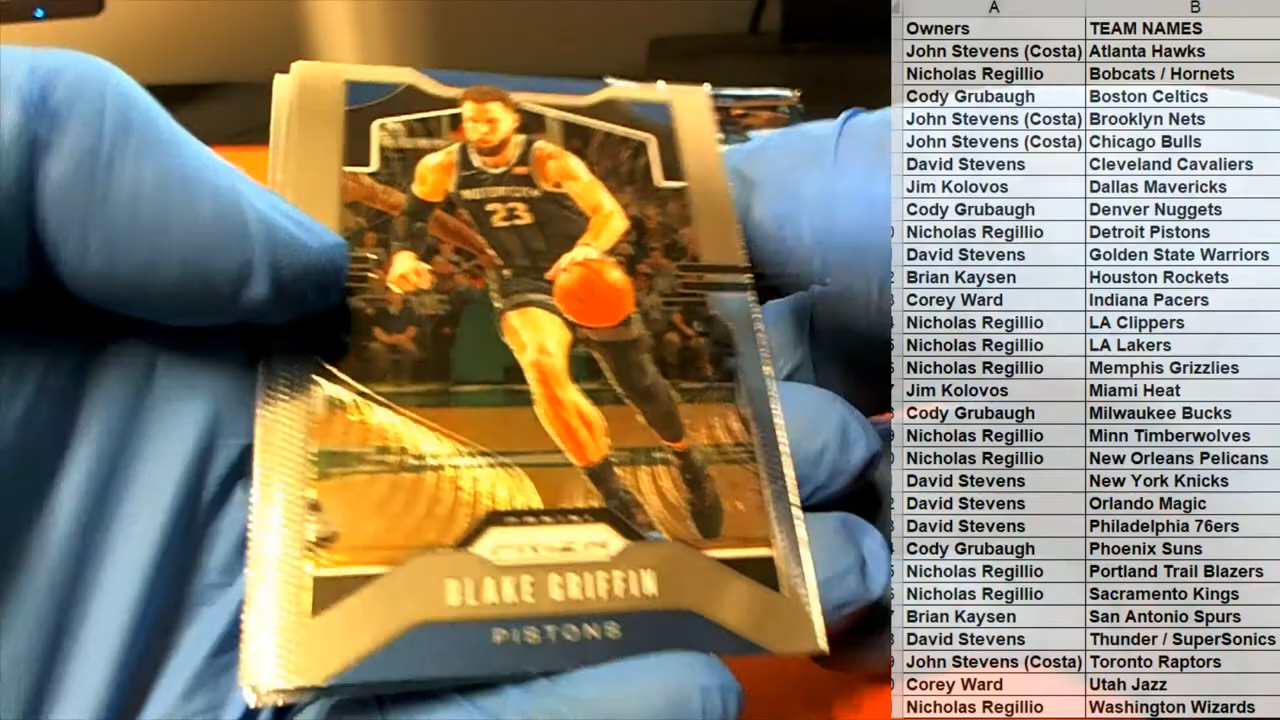 23
PRIZM
BLAKE GRIFFIN
PISTONS
A B
Owners TEAM NAMES
John Stevens (Costa) Atlanta Hawks
Nicholas Regillio Bobcats / Hornets
Cody Grubaugh Boston Celtics
John Stevens (Costa) Brooklyn Nets
John Stevens (Costa) Chicago Bulls
David Stevens Cleveland Cavaliers
Jim Kolovos Dallas Mavericks
Cody Grubaugh Denver Nuggets
Nicholas Regillio Detroit Pistons
David Stevens Golden State Warriors
Brian Kaysen Houston Rockets
Corey Ward Indiana Pacers
Nicholas Regillio LA Clippers
Nicholas Regillio LA Lakers
Nicholas Regillio Memphis Grizzlies
Jim Kolovos Miami Heat
Cody Grubaugh Milwaukee Bucks
Nicholas Regillio Minn Timberwolves
Nicholas Regillio New Orleans Pelicans
David Stevens New York Knicks
David Stevens Orlando Magic
David Stevens Philadelphia 76ers
Cody Grubaugh Phoenix Suns
Nicholas Regillio Portland Trail Blazers
Nicholas Regillio Sacramento Kings
Brian Kaysen San Antonio Spurs
David Stevens Thunder / SuperSonics
John Stevens (Costa) Toronto Raptors
Corey Ward Utah Jazz
Nicholas Regillio Washington Wizards